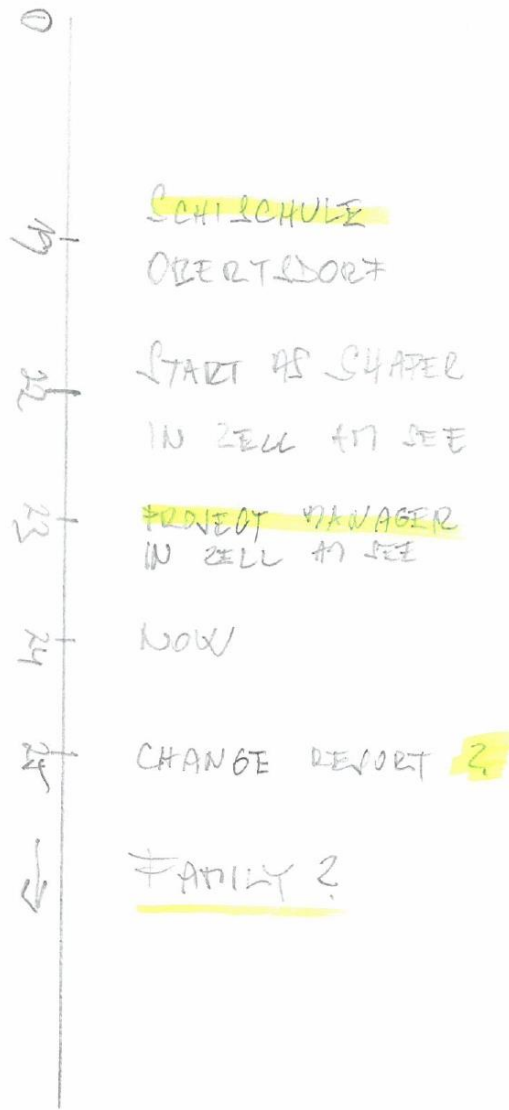 0
SCHISCHULE
19
OBERTSDORF
START AS SHAPER
22
IN ZELL AM SEE
23
PROJECT MANAGER
IN ZELL AM SEE
24
NOW
25
CHANGE RESORT ?
→
FAMILY ?